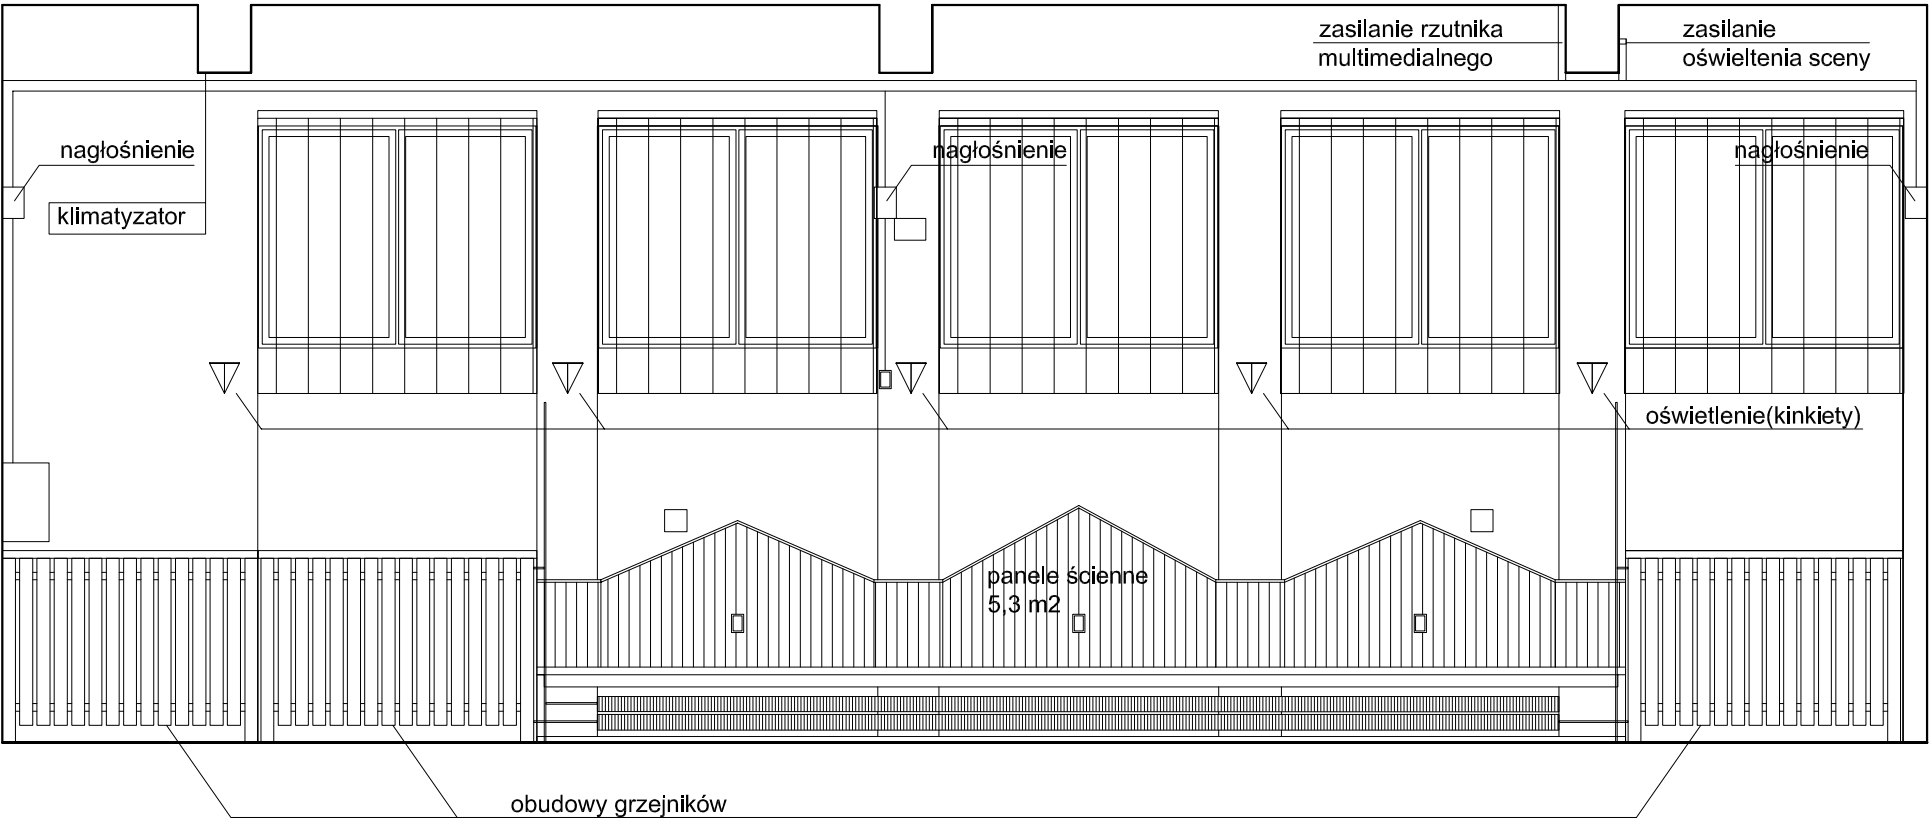 zasilanie rzutnika
multimedialnego
zasilanie
oświeltenia sceny
nagłośnienie
nagłośnienie
nagłośnienie
klimatyzator
oświetlenie(kinkiety)
panele ścienne
5,3 m2
obudowy grzejników